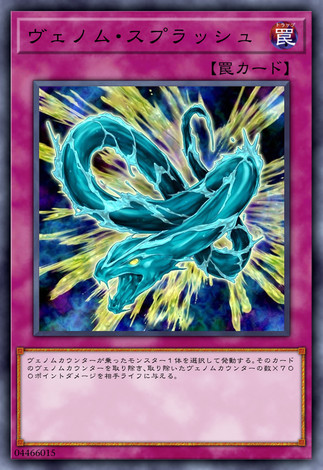 ヴェノム・スプラッシュ
トラップ
罠
【罠カード】
ヴェノムカウンターが乗ったモンスター1体を選択して発動する。そのカード
のヴェノムカウンターを取り除き、取り除いたヴェノムカウンターの数×７０
０ポイントダメージを相手ライフに与える。
04466015